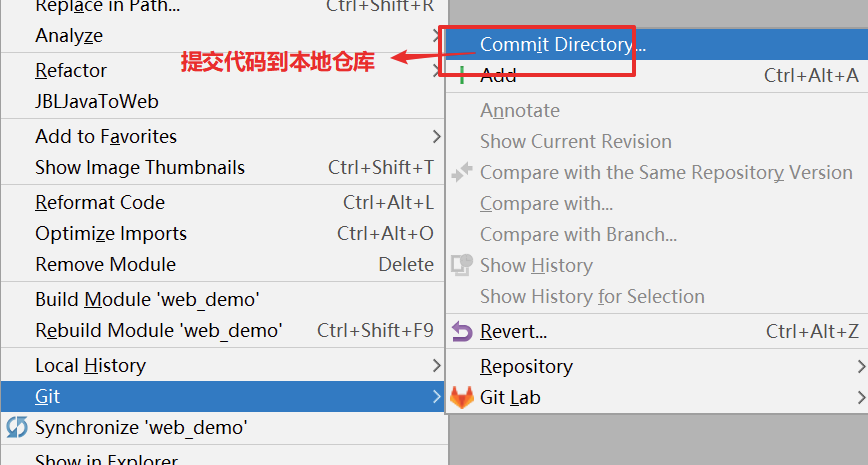 Replace in Path... Ctrl+Shift+R
Analyze
提交代码到本地仓库
Refactor
JBLJavaToWeb
Add to Favorites
Show Image Thumbnails Ctrl+Shift+T
Reformat Code Ctrl+Alt+L
Optimize Imports Ctrl+Alt+O
Remove Module Delete
Build Module 'web_demo'
Rebuild Module 'web_demo' Ctrl+Shift+F9
Local History
Git
Synchronize 'web_demo'
Show in Explorer
Commit Directory...
Add Ctrl+Alt+A
Annotate
Show Current Revision
Compare with the Same Repository Version
Compare with...
Compare with Branch...
Show History
Show History for Selection
Revert... Ctrl+Alt+Z
Repository
Git Lab